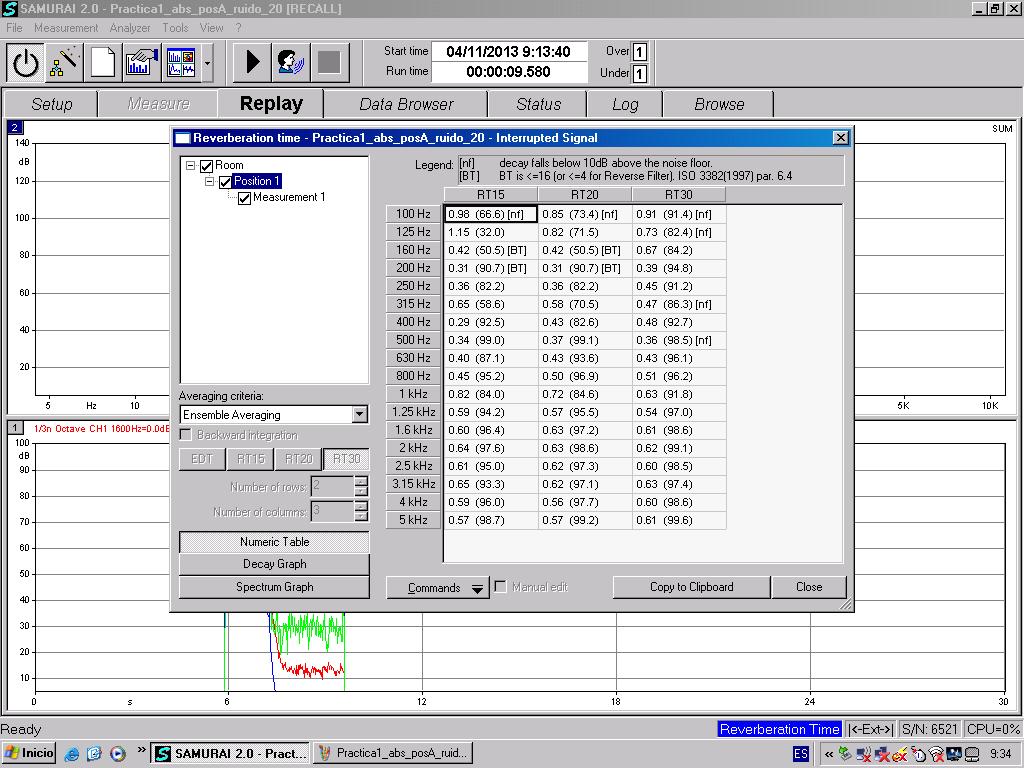 SAMURAI 2.0 - Practica1_abs_posA_ruido_20 [RECALL]
File Measurement Analyzer Tools View ?
Start time 04/11/2013 9:13:40 Over 1
Run time 00:00:09.580 Under 1
Setup Measure Replay Data Browser Status Log Browse
2 SUM
140
dB
120
100
80
60
40
20
5 Hz 10 5K 10K
Reverberation time - Practica1_abs_posA_ruido_20 - Interrupted Signal
Room
Position 1
Measurement 1
Legend: [nf] decay falls below 10dB above the noise floor.
[BT] BT is <=16 (or <=4 for Reverse Filter). ISO 3382(1997) par. 6.4
RT15 RT20 RT30
100 Hz 0.98 (66.6) [nf] 0.85 (73.4) [nf] 0.91 (91.4) [nf]
125 Hz 1.15 (32.0) 0.82 (71.5) 0.73 (82.4) [nf]
160 Hz 0.42 (50.5) [BT] 0.42 (50.5) [BT] 0.67 (84.2)
200 Hz 0.31 (90.7) [BT] 0.31 (90.7) [BT] 0.39 (94.8)
250 Hz 0.36 (82.2) 0.36 (82.2) 0.45 (91.2)
315 Hz 0.65 (58.6) 0.58 (70.5) 0.47 (86.3) [nf]
400 Hz 0.29 (92.5) 0.43 (82.6) 0.48 (92.7)
500 Hz 0.34 (99.0) 0.37 (99.1) 0.36 (98.5) [nf]
630 Hz 0.40 (87.1) 0.43 (93.6) 0.43 (96.1)
800 Hz 0.45 (95.2) 0.50 (96.9) 0.51 (96.2)
1 kHz 0.82 (84.0) 0.72 (84.6) 0.63 (91.8)
1.25 kHz 0.59 (94.2) 0.57 (95.5) 0.54 (97.0)
1.6 kHz 0.60 (96.4) 0.63 (97.2) 0.61 (98.6)
2 kHz 0.64 (97.6) 0.63 (98.6) 0.62 (99.1)
2.5 kHz 0.61 (95.0) 0.62 (97.3) 0.60 (98.5)
3.15 kHz 0.65 (93.3) 0.62 (97.1) 0.63 (97.4)
4 kHz 0.59 (96.0) 0.56 (97.7) 0.60 (98.6)
5 kHz 0.57 (98.7) 0.57 (99.2) 0.61 (99.6)
Averaging criteria:
Ensemble Averaging
Backward integration
EDT RT15 RT20 RT30
Number of rows: 2
Number of columns: 3
Numeric Table
Decay Graph
Spectrum Graph
Commands Manual edit Copy to Clipboard Close
1 1/3n Octave CH1 1600Hz=0.0dB
100
dB
90
80
70
60
50
40
30
20
10
0 s 6 12 18 24 30
Ready Reverberation Time |<-Ext->| S/N: 6521 CPU=0%
Inicio » SAMURAI 2.0 - Pract... Practica1_abs_posA_ruid... ES « 9:34